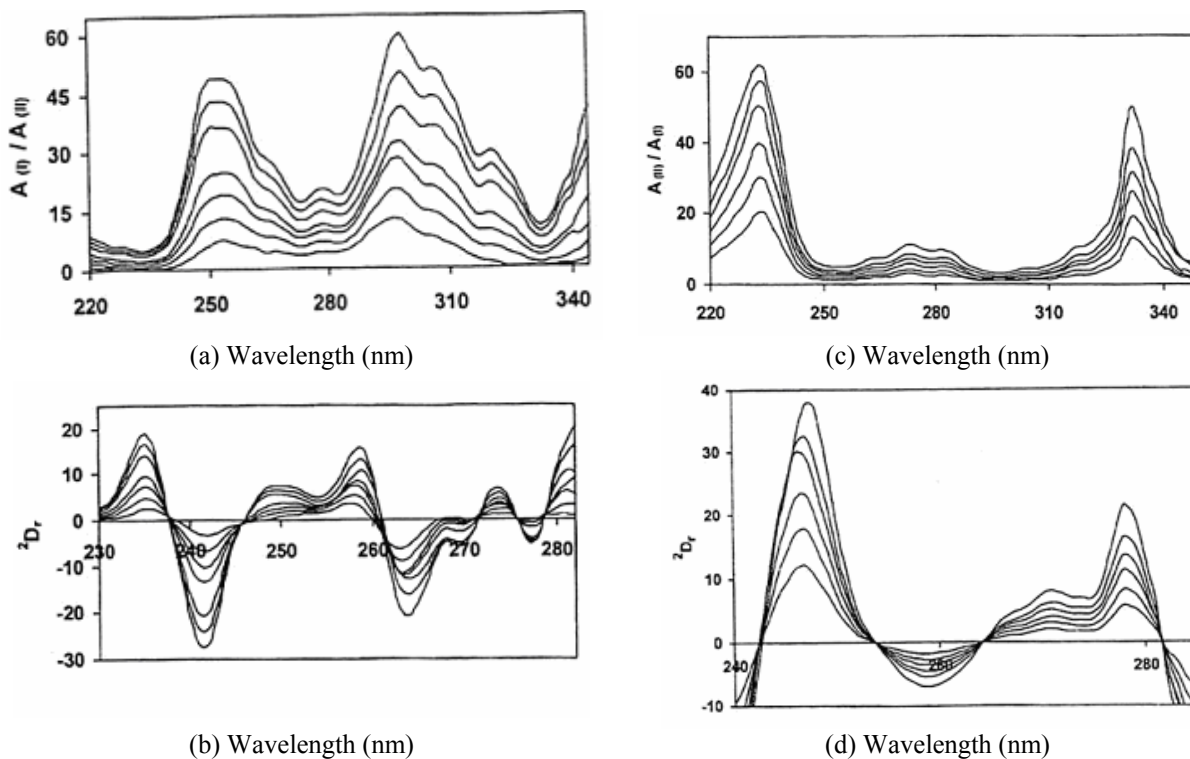 60
45
30
15
0
A (I) / A (II)
220 250 280 310 340
(a) Wavelength (nm)
60
40
20
0
A (III) / A (I)
220 250 280 310 340
(c) Wavelength (nm)
20
10
0
-10
-20
-30
²Dr
230 240 250 260 270 280
(b) Wavelength (nm)
40
30
20
10
0
-10
²Dr
240 260 280
(d) Wavelength (nm)